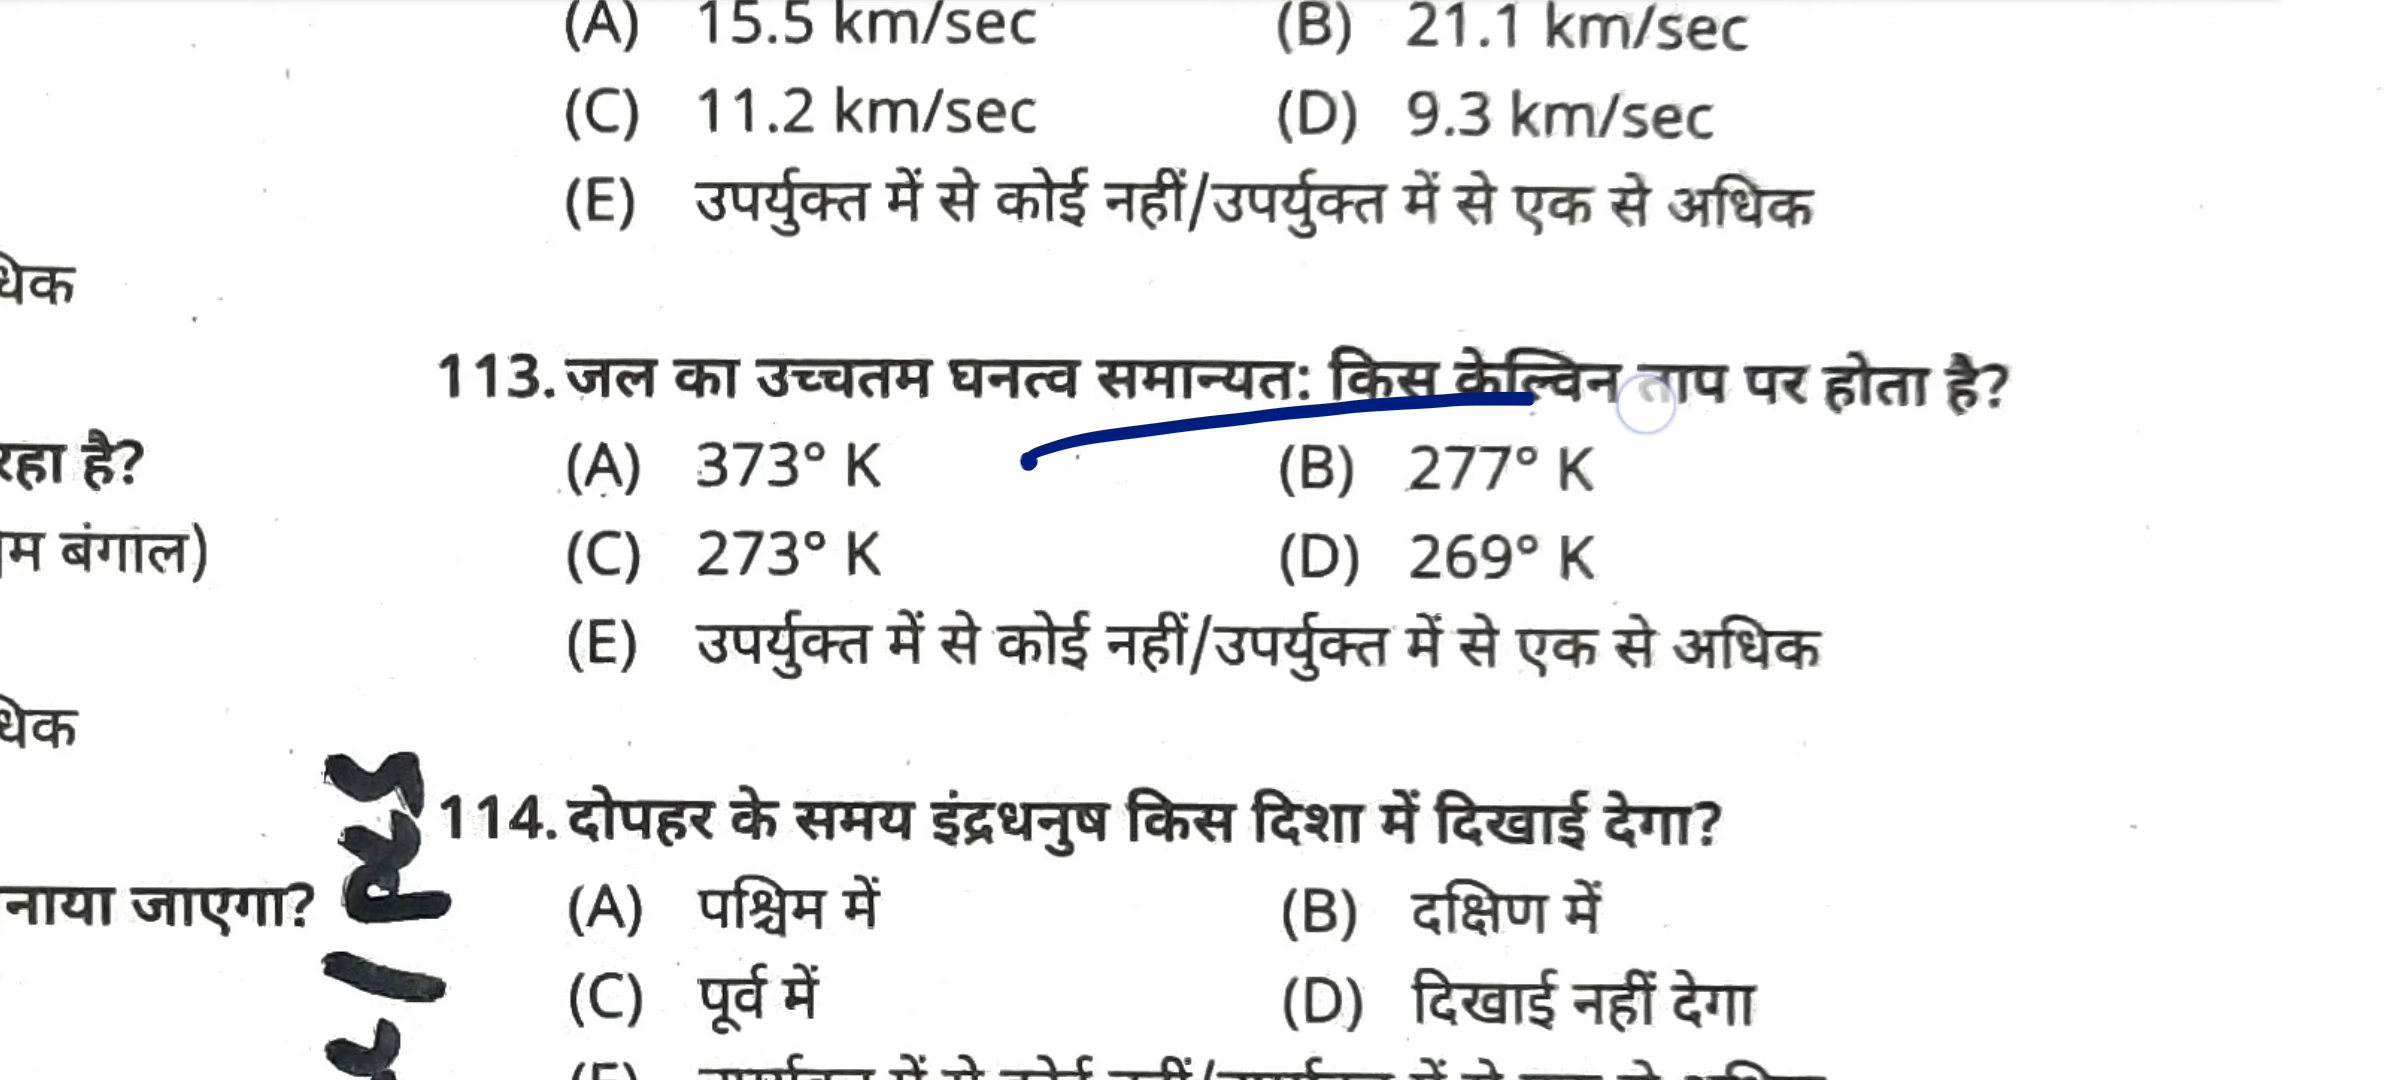 (A) 15.5 km/sec (B) 21.1 km/sec
(C) 11.2 km/sec (D) 9.3 km/sec
(E) उपर्युक्त में से कोई नहीं/उपर्युक्त में से एक से अधिक
113. जल का उच्चतम घनत्व समान्यत: किस केल्विन ताप पर होता है?
(A) 373° K (B) 277° K
(C) 273° K (D) 269° K
(E) उपर्युक्त में से कोई नहीं/उपर्युक्त में से एक से अधिक
114. दोपहर के समय इंद्रधनुष किस दिशा में दिखाई देगा?
(A) पश्चिम में (B) दक्षिण में
(C) पूर्व में (D) दिखाई नहीं देगा
रहा है?
बंगाल)
जाएगा?